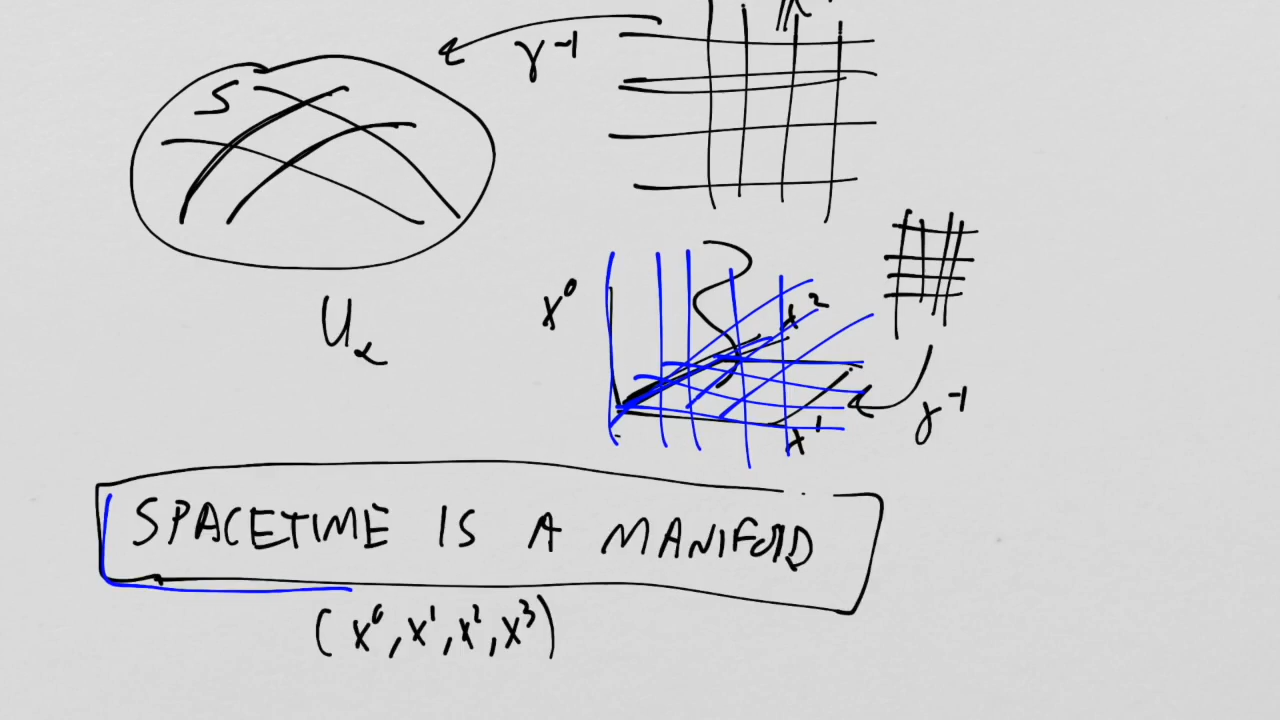 γ⁻¹
S
U_α
x⁰
x²
x¹
γ⁻¹
SPACETIME IS A MANIFOLD
(x⁰, x¹, x², x³)